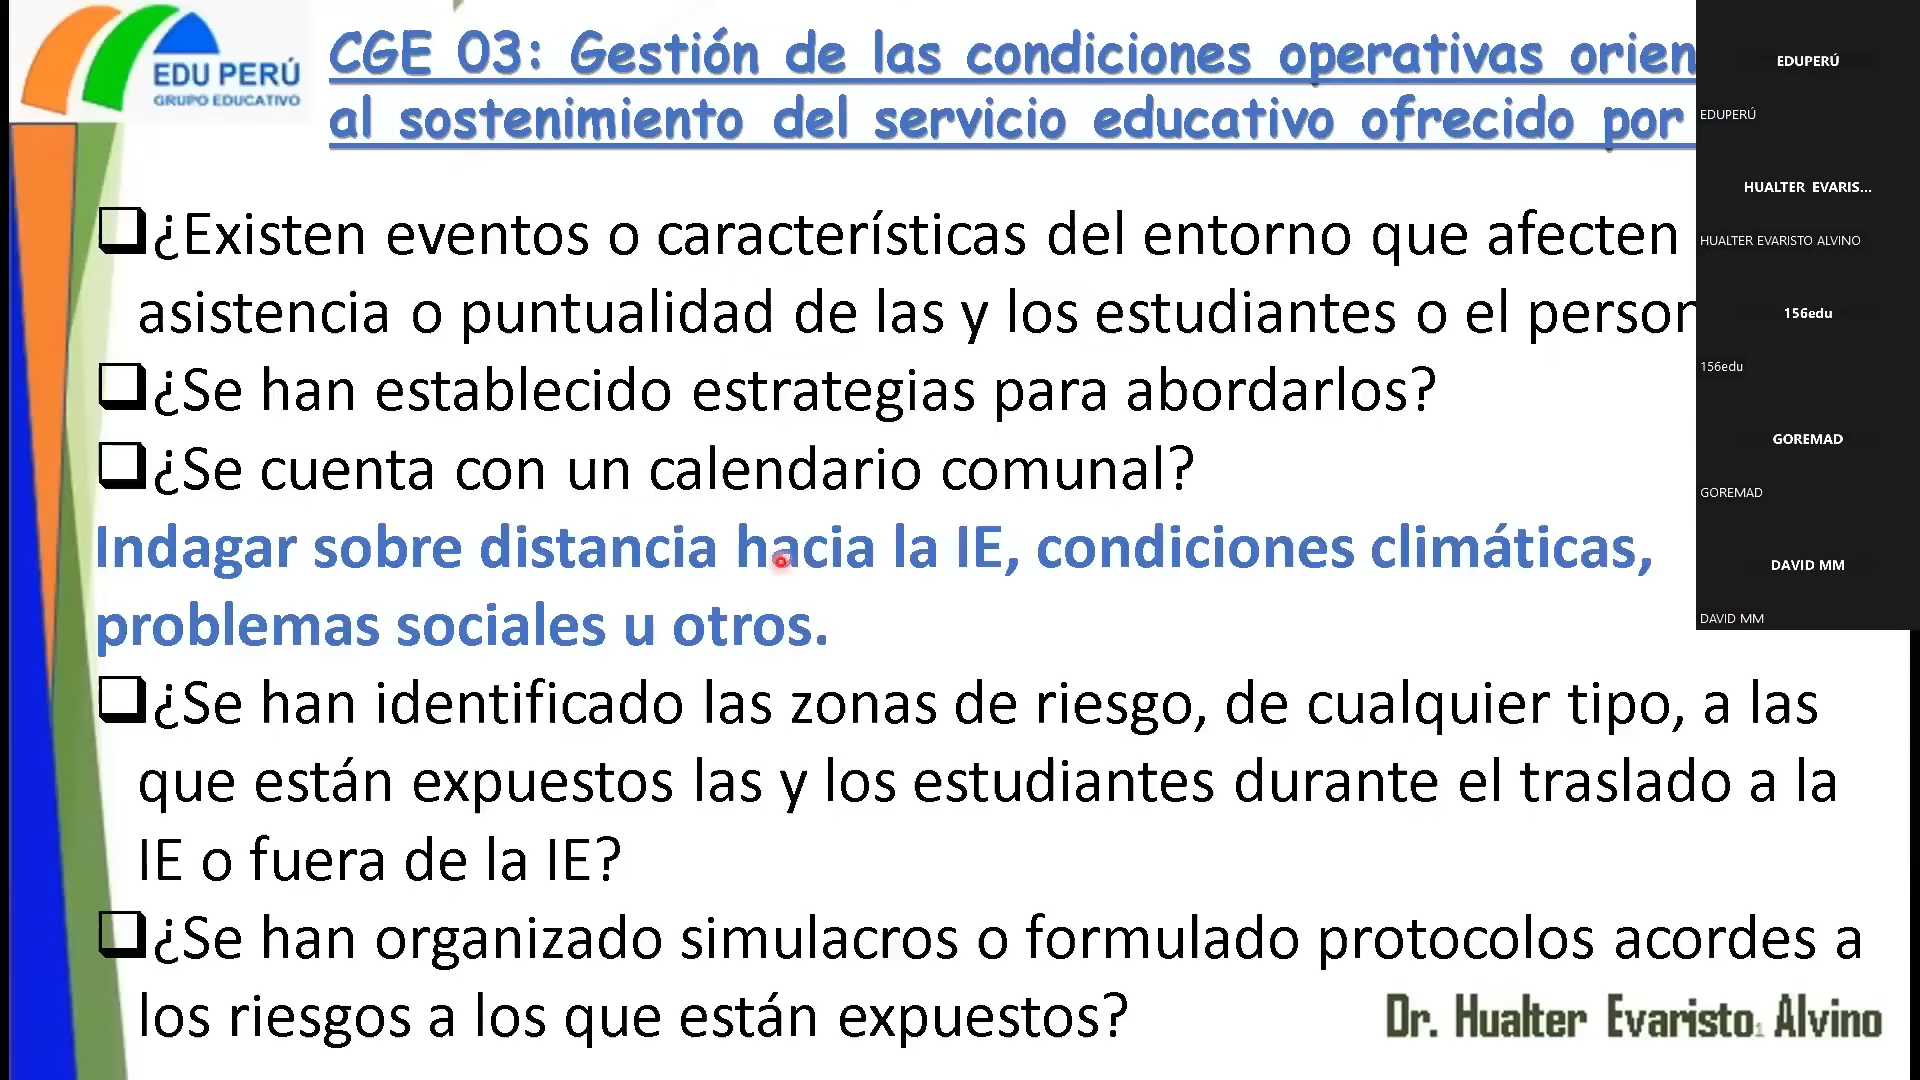 EDU PERÚ
GRUPO EDUCATIVO
CGE 03: Gestión de las condiciones operativas orien
al sostenimiento del servicio educativo ofrecido por
¿Existen eventos o características del entorno que afecten
asistencia o puntualidad de las y los estudiantes o el person
¿Se han establecido estrategias para abordarlos?
¿Se cuenta con un calendario comunal?
Indagar sobre distancia hacia la IE, condiciones climáticas,
problemas sociales u otros.
¿Se han identificado las zonas de riesgo, de cualquier tipo, a las
que están expuestos las y los estudiantes durante el traslado a la
IE o fuera de la IE?
¿Se han organizado simulacros o formulado protocolos acordes a
los riesgos a los que están expuestos?
Dr. Hualter Evaristo Alvino
EDUPERÚ
EDUPERÚ
HUALTER EVARIS...
HUALTER EVARISTO ALVINO
156edu
156edu
GOREMAD
GOREMAD
DAVID MM
DAVID MM